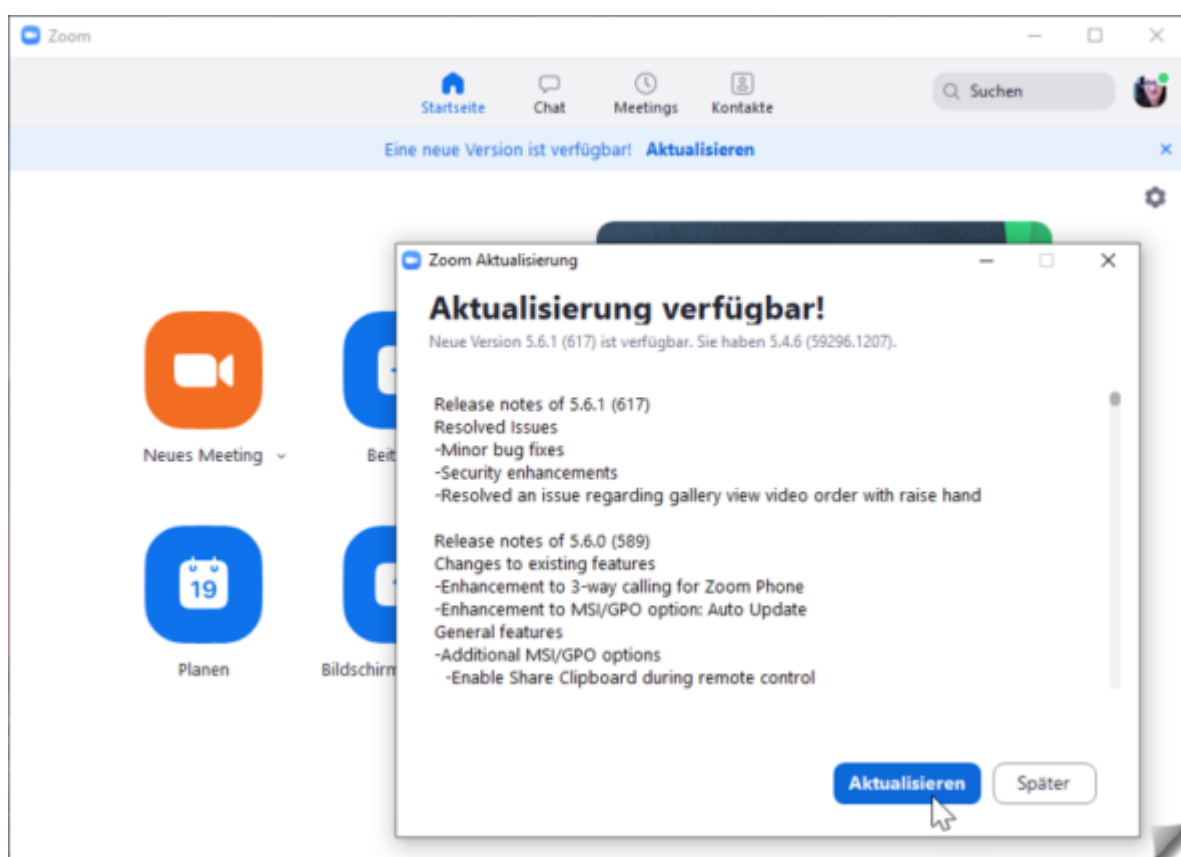 Zoom
Startseite
Chat
Meetings
Kontakte
Suchen
Eine neue Version ist verfügbar! Aktualisieren
Zoom Aktualisierung
Aktualisierung verfügbar!
Neue Version 5.6.1 (617) ist verfügbar. Sie haben 5.4.6 (59296.1207).
Release notes of 5.6.1 (617)
Resolved Issues
-Minor bug fixes
-Security enhancements
-Resolved an issue regarding gallery view video order with raise hand
Release notes of 5.6.0 (589)
Changes to existing features
-Enhancement to 3-way calling for Zoom Phone
-Enhancement to MSI/GPO option: Auto Update
General features
-Additional MSI/GPO options
-Enable Share Clipboard during remote control
Aktualisieren
Später
Neues Meeting
Beit
19
Planen
Bildschirm